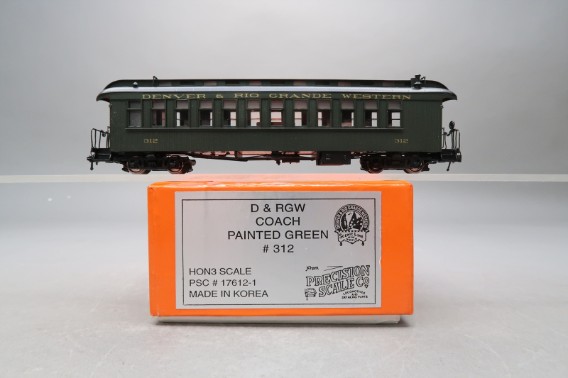 DENVER & RIO GRANDE WESTERN
312 312
D & RGW
COACH
PAINTED GREEN
# 312
HON3 SCALE
PSC # 17612-1
MADE IN KOREA
From
PRECISION
SCALE CO.